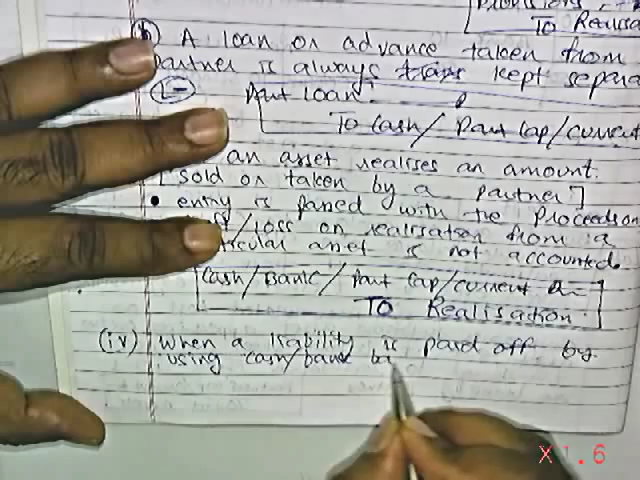 To Realisa
(b) A loan or advance taken from
partner is always kept separa
Part Loan
To Cash/ Part Cap/current
an asset realises an amount.
[sold or taken by a partner]
• entry is passed with the proceeds on
/loss on realisation from a
asset is not accounted.
Cash/Bank/ Part Cap/current
To Realisation
(iv) When a liability is paid off by
using cash/bank
X1.6